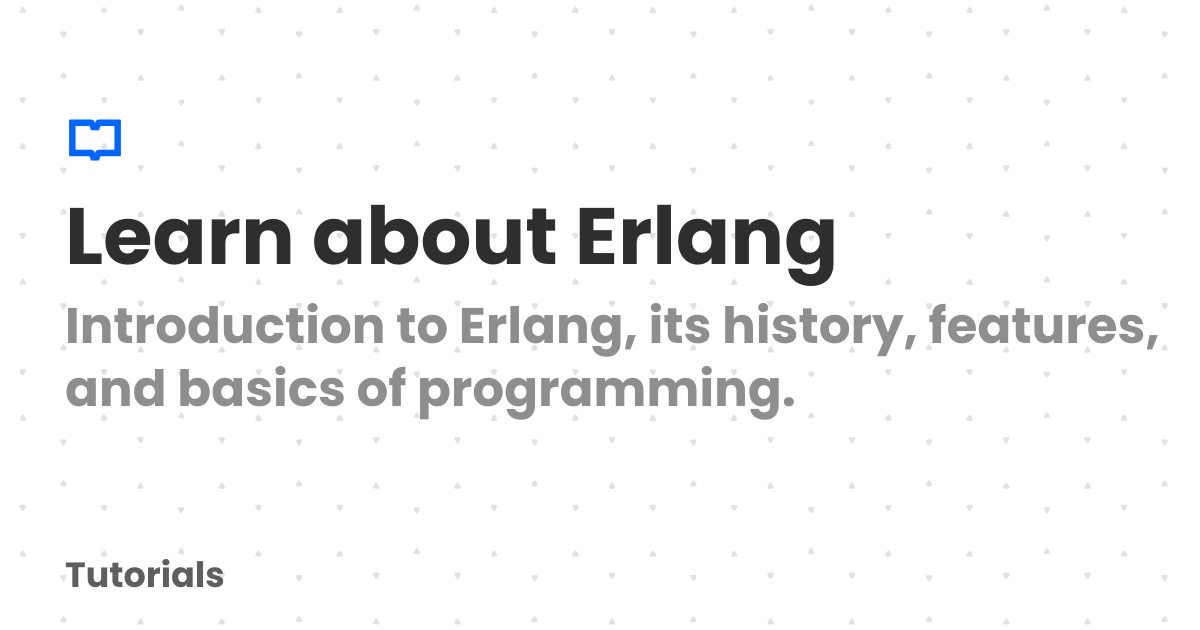 Learn about Erlang
Introduction to Erlang, its history, features,
and basics of programming.
Tutorials